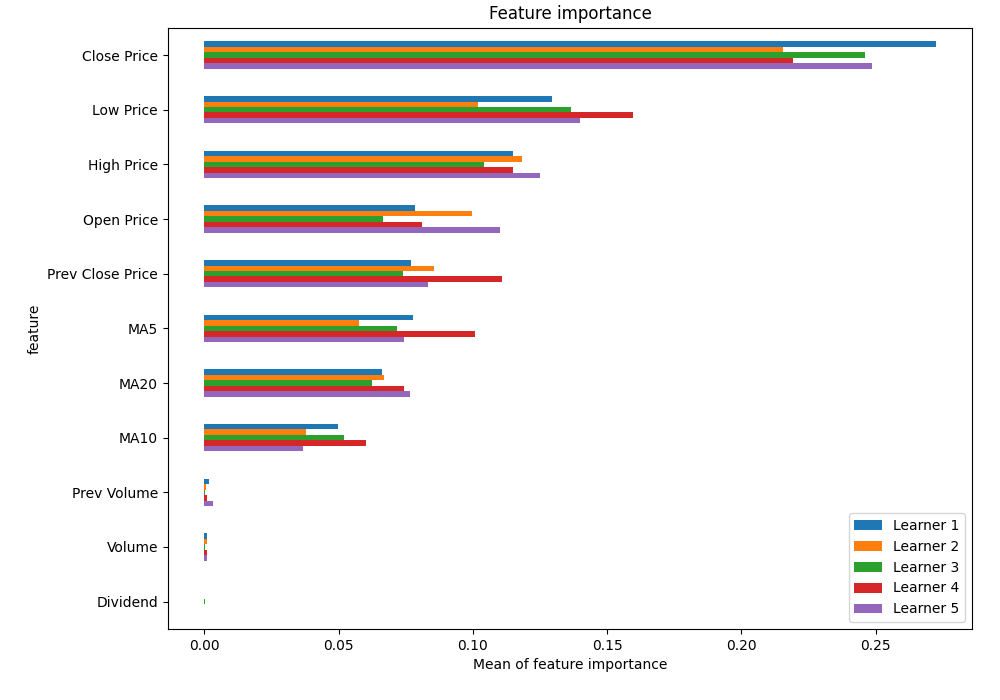 Feature importance
Close Price
Low Price
High Price
Open Price
Prev Close Price
MA5
MA20
MA10
Prev Volume
Volume
Dividend
feature
Learner 1
Learner 2
Learner 3
Learner 4
Learner 5
0.00 0.05 0.10 0.15 0.20 0.25
Mean of feature importance